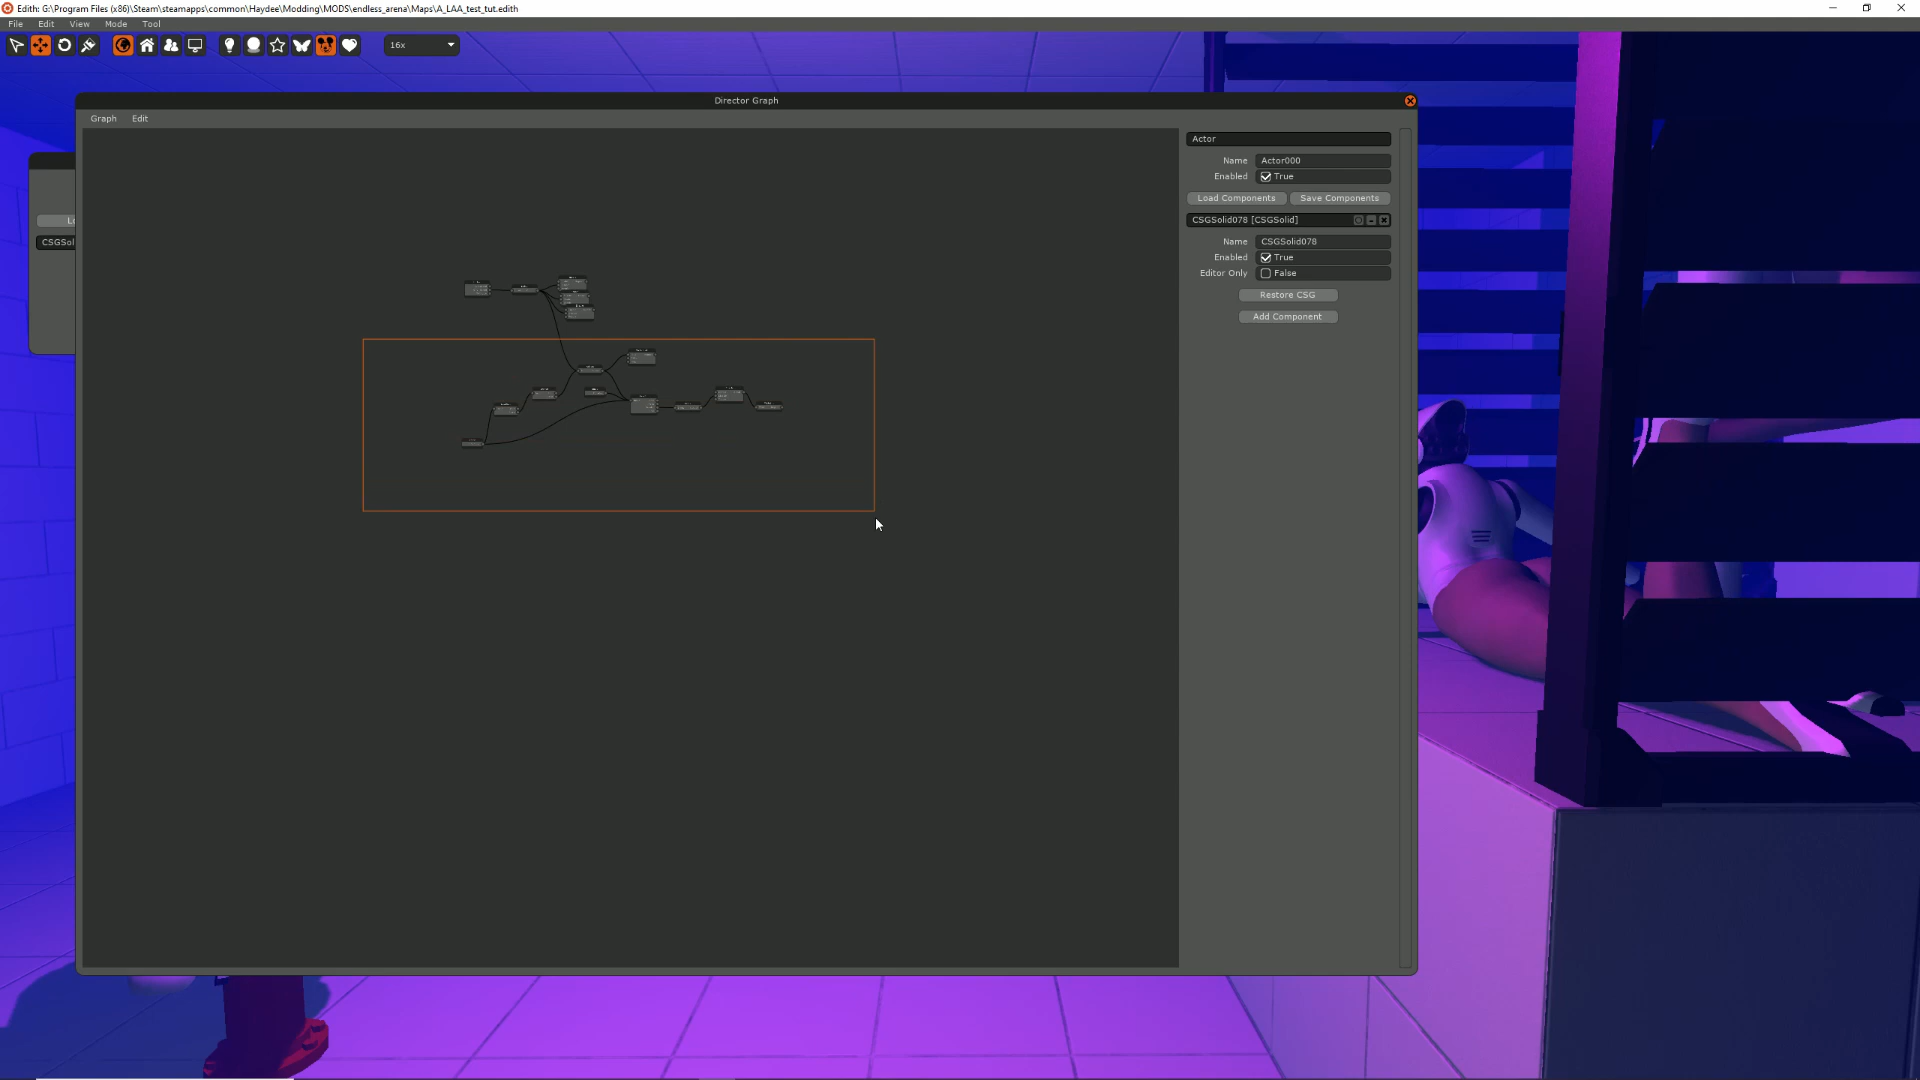 Edith: G:\Program Files (x86)\Steam\steamapps\common\Haydee\Modding\MODS\endless_arena\Maps\A_LAA_test_tut.edith
File Edit View Mode Tool
16x
Director Graph
Graph Edit
Actor
Name Actor000
Enabled True
Load Components Save Components
CSGSolid078 [CSGSolid]
Name CSGSolid078
Enabled True
Editor Only False
Restore CSG
Add Component
Lo
CSGSol